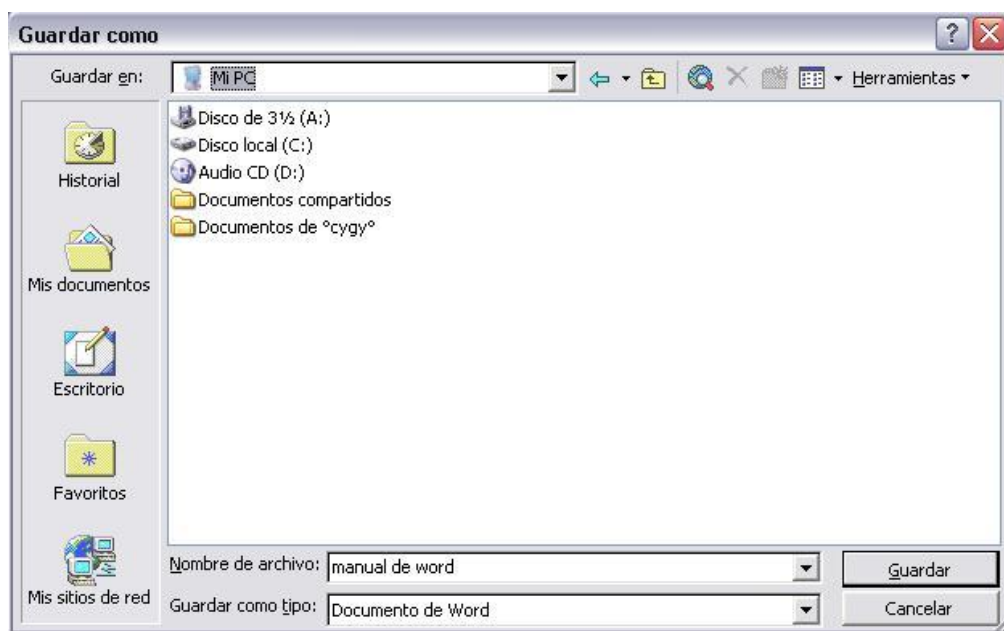 Guardar como
Guardar en: Mi PC Herramientas
Disco de 3½ (A:)
Disco local (C:)
Audio CD (D:)
Documentos compartidos
Documentos de °cygy°
Historial
Mis documentos
Escritorio
Favoritos
Mis sitios de red
Nombre de archivo: manual de word Guardar
Guardar como tipo: Documento de Word Cancelar